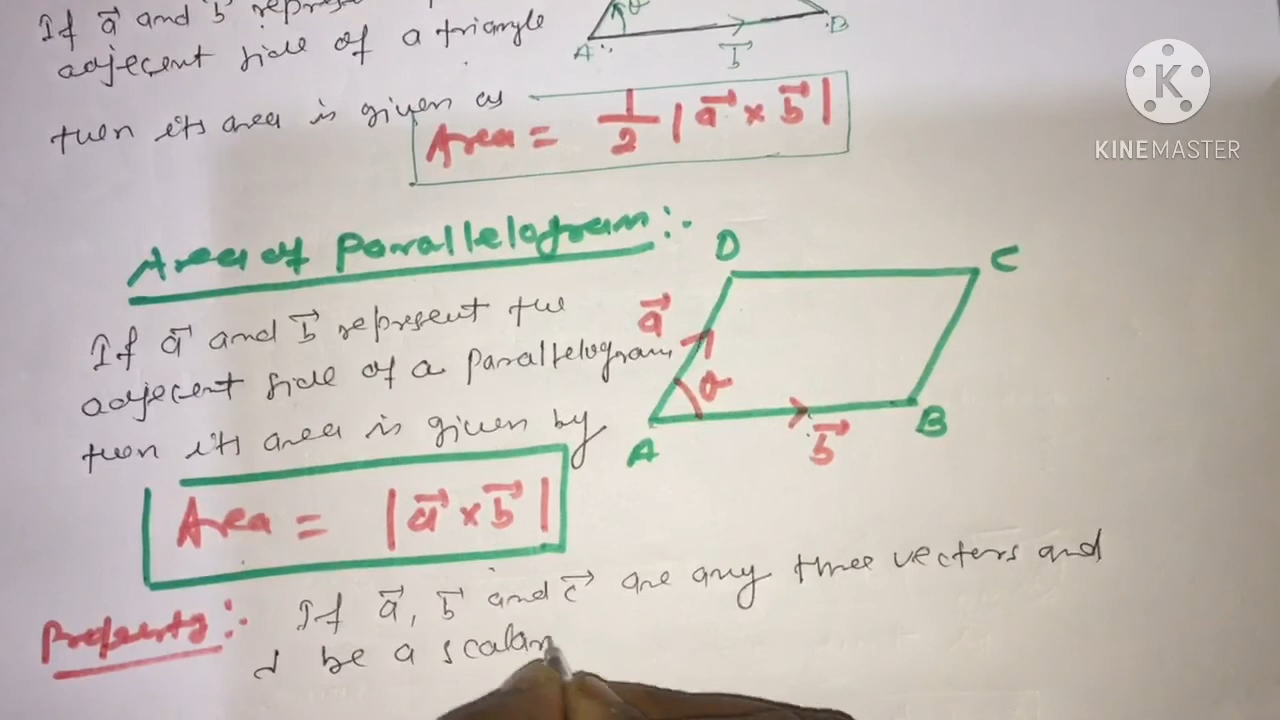 If a⃗ and b⃗
adjecent side of a triangle
then its area is given as
Area = 1/2 |a⃗ × b⃗|
A
θ
b⃗
B
Area of Parallelogram:-
If a⃗ and b⃗ represent the
adjecent side of a parallelogram
then its area is given by
Area = |a⃗ × b⃗|
D
C
a⃗
θ
A
b⃗
B
Property:- If a⃗, b⃗ and c⃗ are any three vectors and
be a scalar
K
KINEMASTER